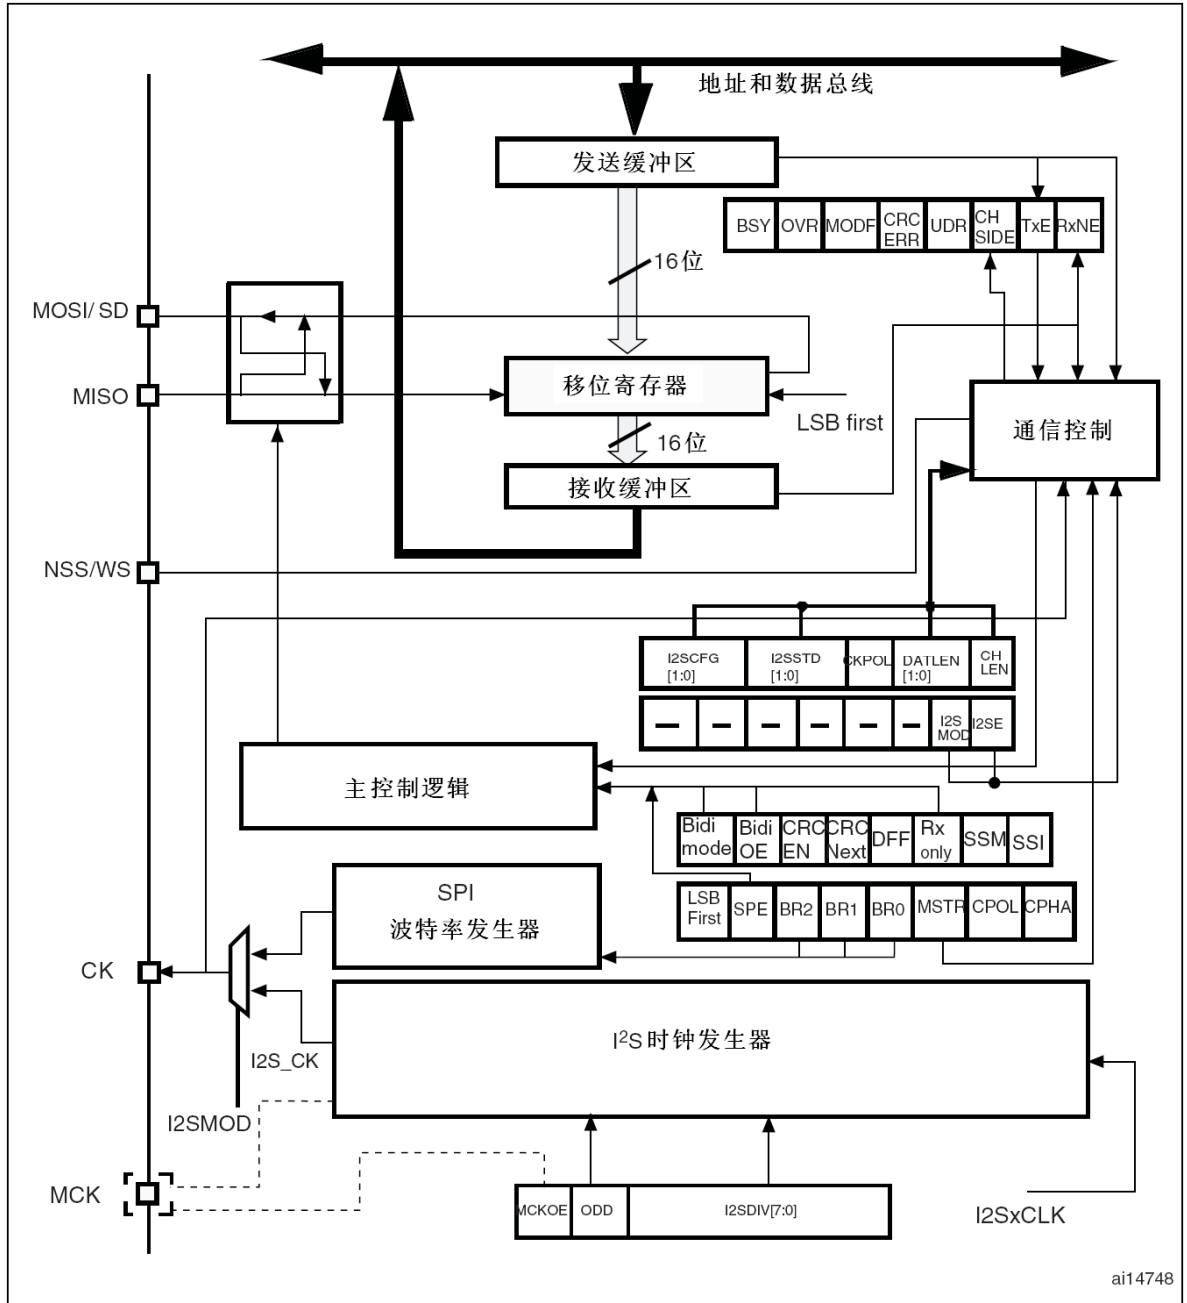 地址和数据总线
发送缓冲区
BSY
OVR
MODF
CRC
ERR
UDR
CH
SIDE
TxE
RxNE
16位
MOSI/ SD
移位寄存器
MISO
LSB first
通信控制
16位
接收缓冲区
NSS/WS
I2SCFG
[1:0]
I2SSTD
[1:0]
CKPOL
DATLEN
[1:0]
CH
LEN
I2S
MOD
I2SE
主控制逻辑
Bidi
mode
Bidi
OE
CRC
EN
CRC
Next
DFF
Rx
only
SSM
SSI
SPI
波特率发生器
LSB
First
SPE
BR2
BR1
BR0
MSTR
CPOL
CPHA
CK
I²S时钟发生器
I2S_CK
I2SMOD
MCK
MCKOE
ODD
I2SDIV[7:0]
I2SxCLK
ai14748